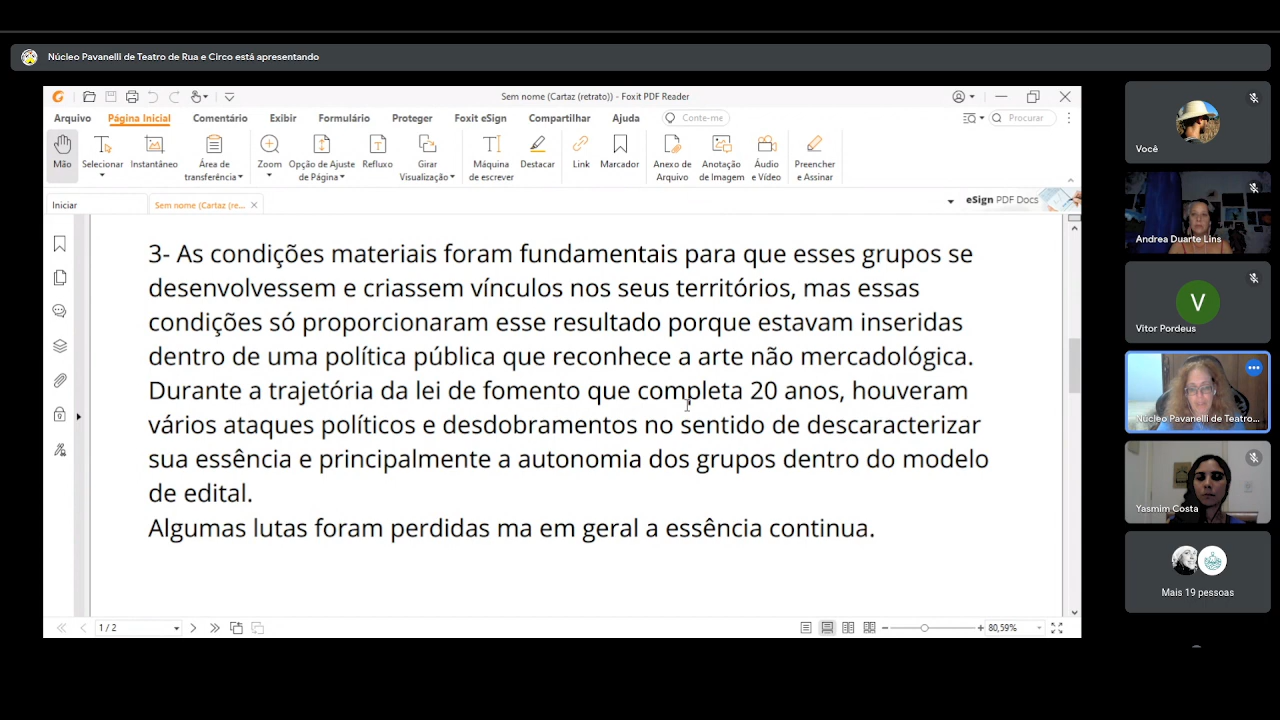 Núcleo Pavanelli de Teatro de Rua e Circo está apresentando
Sem nome (Cartaz (retrato)) - Foxit PDF Reader
Arquivo Página Inicial Comentário Exibir Formulário Proteger Foxit eSign Compartilhar Ajuda Conte-me Procurar
Mão Selecionar Instantâneo Área de transferência Zoom Opção de Ajuste de Página Refluxo Girar Visualização Máquina de escrever Destacar Link Marcador Anexo de Arquivo Anotação de Imagem Áudio e Vídeo Preencher e Assinar
Iniciar Sem nome (Cartaz (re... eSign PDF Docs
3- As condições materiais foram fundamentais para que esses grupos se
desenvolvessem e criassem vínculos nos seus territórios, mas essas
condições só proporcionaram esse resultado porque estavam inseridas
dentro de uma política pública que reconhece a arte não mercadológica.
Durante a trajetória da lei de fomento que completa 20 anos, houveram
vários ataques políticos e desdobramentos no sentido de descaracterizar
sua essência e principalmente a autonomia dos grupos dentro do modelo
de edital.
Algumas lutas foram perdidas ma em geral a essência continua.
1 / 2 80,59%
Você
Andrea Duarte Lins
V
Vitor Pordeus
Núcleo Pavanelli de Teatro...
Yasmim Costa
Mais 19 pessoas